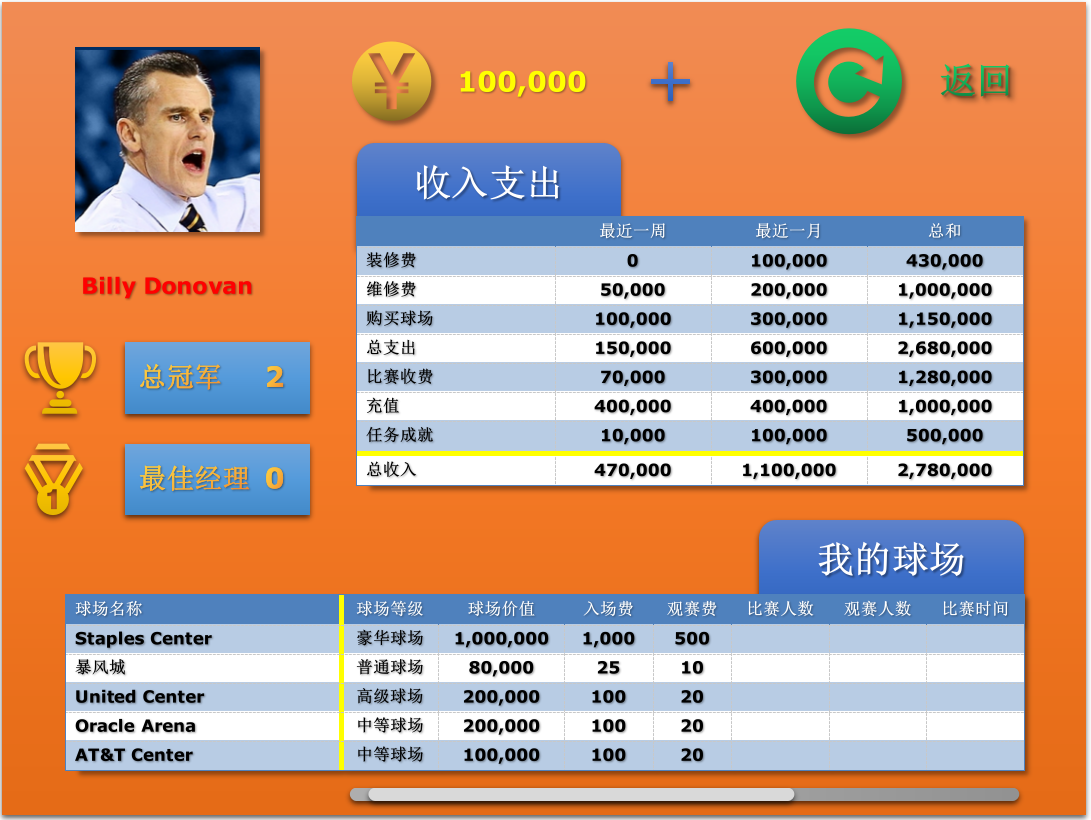 ¥ 100,000 + 返回
收入支出
最近一周 最近一月 总和
装修费 0 100,000 430,000
维修费 50,000 200,000 1,000,000
购买球场 100,000 300,000 1,150,000
总支出 150,000 600,000 2,680,000
比赛收费 70,000 300,000 1,280,000
充值 400,000 400,000 1,000,000
任务成就 10,000 100,000 500,000
总收入 470,000 1,100,000 2,780,000
Billy Donovan
总冠军 2
1 最佳经理 0
我的球场
球场名称 球场等级 球场价值 入场费 观赛费 比赛人数 观赛人数 比赛时间
Staples Center 豪华球场 1,000,000 1,000 500
暴风城 普通球场 80,000 25 10
United Center 高级球场 200,000 100 20
Oracle Arena 中等球场 200,000 100 20
AT&T Center 中等球场 100,000 100 20